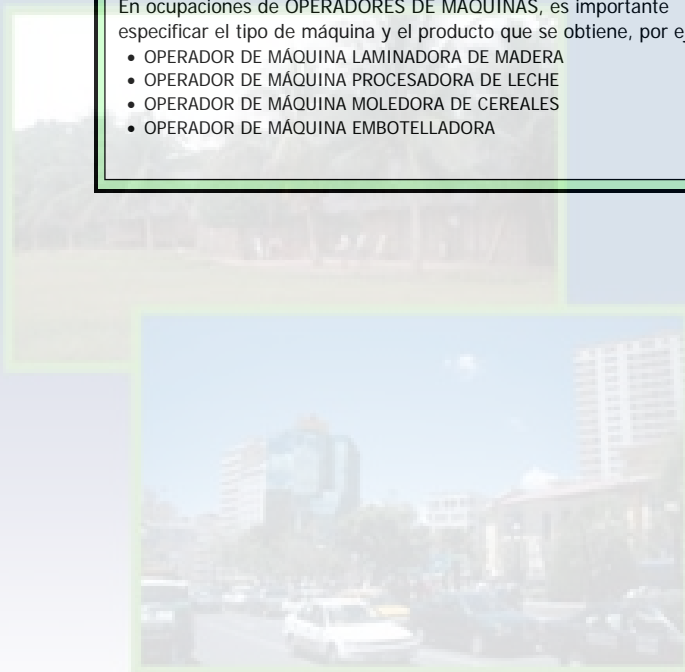 En ocupaciones de OPERADORES DE MÁQUINAS, es importante
especificar el tipo de máquina y el producto que se obtiene, por ej
• OPERADOR DE MÁQUINA LAMINADORA DE MADERA
• OPERADOR DE MÁQUINA PROCESADORA DE LECHE
• OPERADOR DE MÁQUINA MOLEDORA DE CEREALES
• OPERADOR DE MÁQUINA EMBOTELLADORA